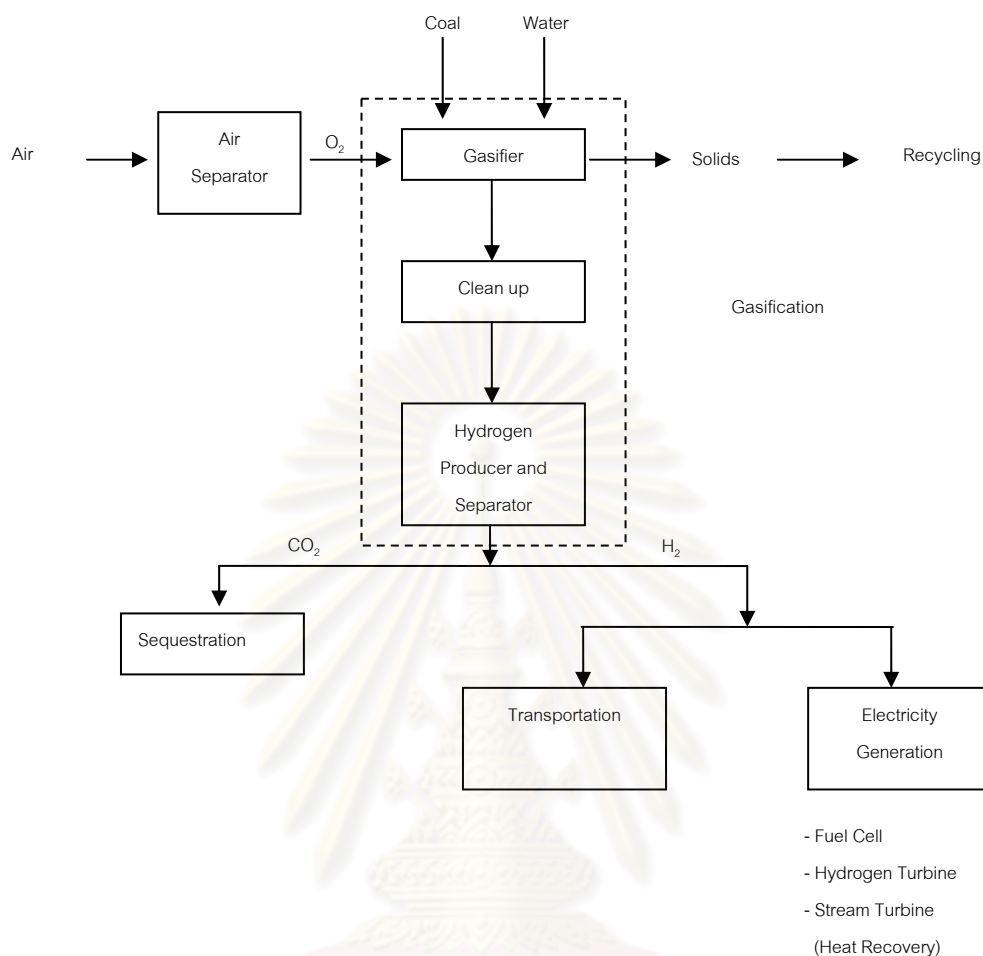 Coal
Water
Air
Air
Separator
O₂
Gasifier
Solids
Recycling
Clean up
Gasification
Hydrogen
Producer and
Separator
CO₂
H₂
Sequestration
Transportation
Electricity
Generation
- Fuel Cell
- Hydrogen Turbine
- Stream Turbine
(Heat Recovery)